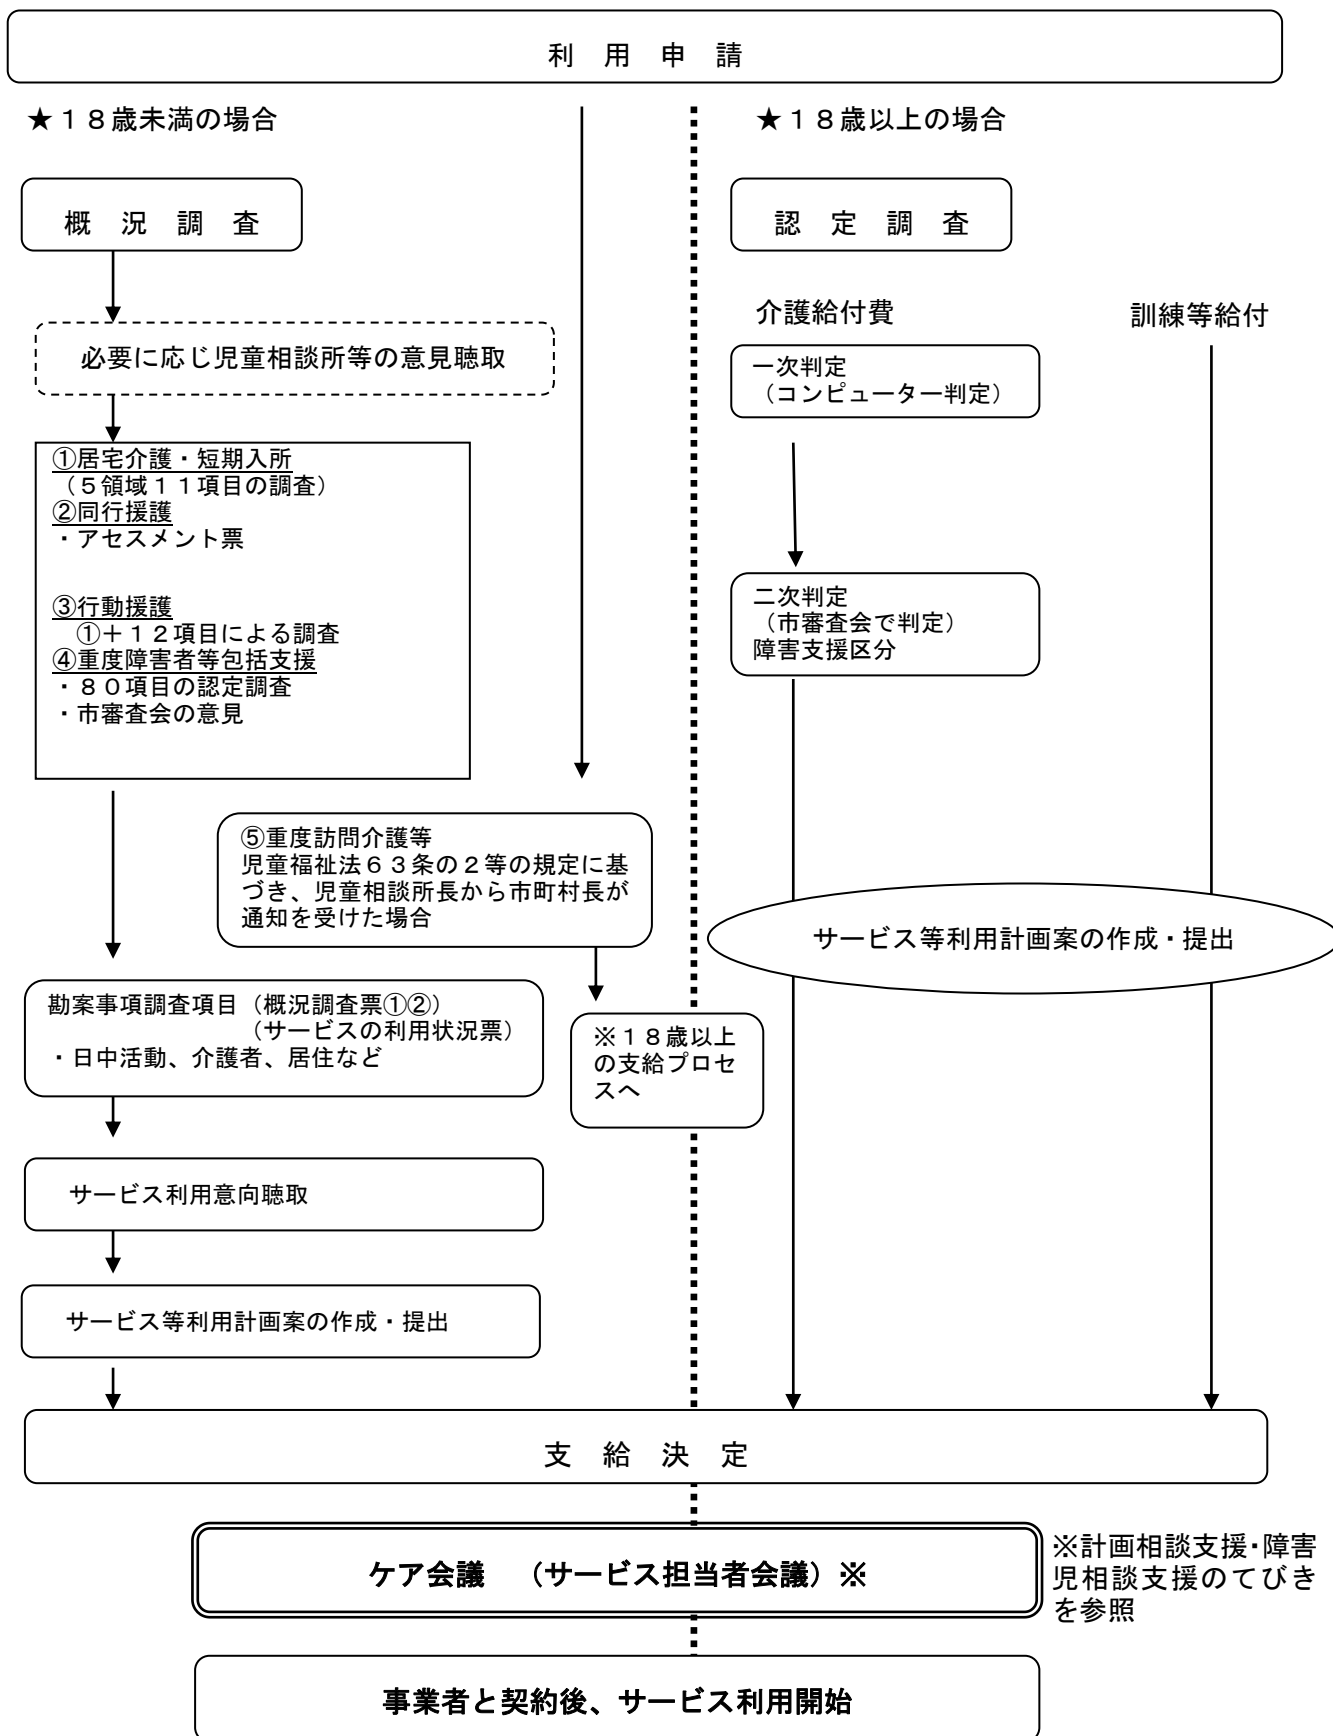 利　用　申　請
★１８歳未満の場合
概　況　調　査
必要に応じ児童相談所等の意見聴取
①居宅介護・短期入所
（５領域１１項目の調査）
②同行援護
・アセスメント票
③行動援護
①＋１２項目による調査
④重度障害者等包括支援
・８０項目の認定調査
・市審査会の意見
⑤重度訪問介護等
児童福祉法６３条の２等の規定に基
づき、児童相談所長から市町村長が
通知を受けた場合
※１８歳以上
の支給プロセ
スへ
勘案事項調査項目（概況調査票①②）
（サービスの利用状況票）
・日中活動、介護者、居住など
サービス利用意向聴取
サービス等利用計画案の作成・提出
★１８歳以上の場合
認　定　調　査
介護給付費
一次判定
（コンピューター判定）
二次判定
（市審査会で判定）
障害支援区分
訓練等給付
サービス等利用計画案の作成・提出
支　給　決　定
ケア会議　（サービス担当者会議）※
※計画相談支援・障害
児相談支援のてびき
を参照
事業者と契約後、サービス利用開始